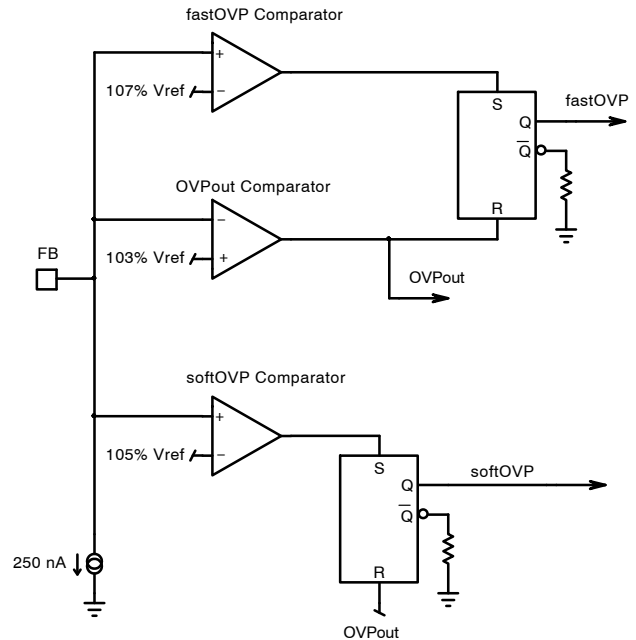 fastOVP Comparator
+
107% Vref
−
S
fastOVP
Q
Q̅
R
OVPout Comparator
−
103% Vref
+
FB
OVPout
softOVP Comparator
+
105% Vref
−
S
softOVP
Q
Q̅
250 nA
R
OVPout